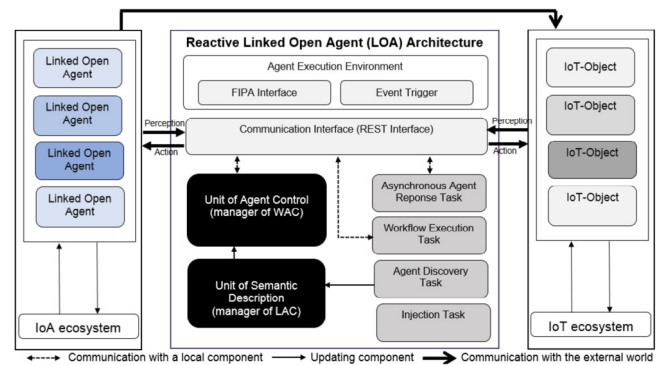 Reactive Linked Open Agent (LOA) Architecture
Linked Open
Agent
Linked Open
Agent
Linked Open
Agent
Linked Open
Agent
IoA ecosystem
Perception
Action
Agent Execution Environment
FIPA Interface
Event Trigger
Communication Interface (REST Interface)
Unit of Agent Control
(manager of WAC)
Unit of Semantic
Description
(manager of LAC)
Asynchronous Agent
Reponse Task
Workflow Execution
Task
Agent Discovery
Task
Injection Task
Perception
Action
IoT-Object
IoT-Object
IoT-Object
IoT-Object
IoT ecosystem
Communication with a local component
Updating component
Communication with the external world